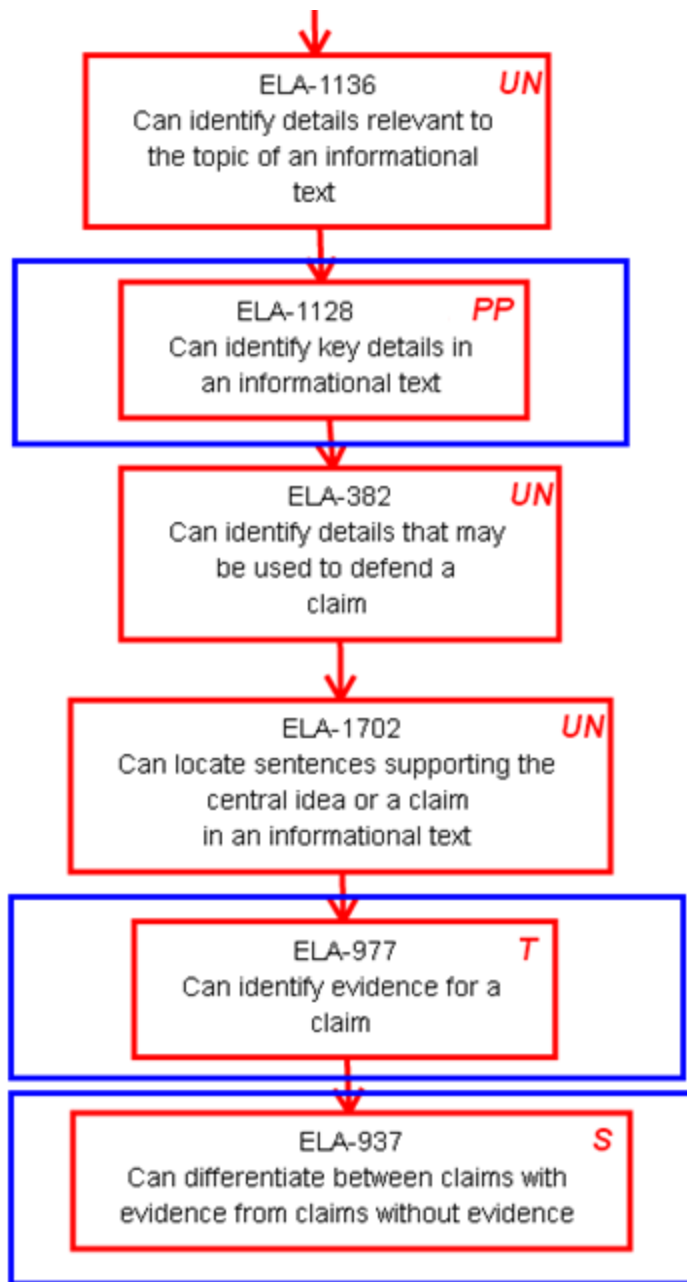 ELA-1136 UN
Can identify details relevant to
the topic of an informational
text
ELA-1128 PP
Can identify key details in
an informational text
ELA-382 UN
Can identify details that may
be used to defend a
claim
ELA-1702 UN
Can locate sentences supporting the
central idea or a claim
in an informational text
ELA-977 T
Can identify evidence for a
claim
ELA-937 S
Can differentiate between claims with
evidence from claims without evidence